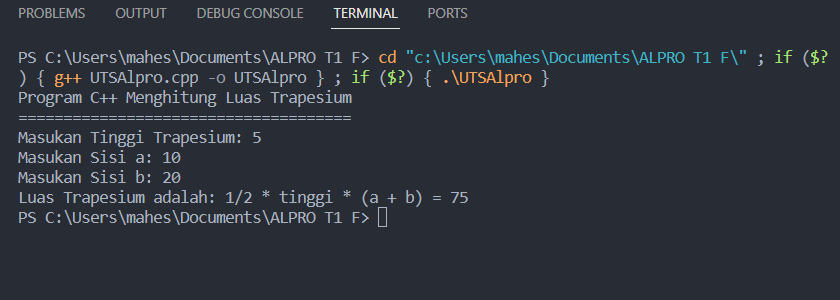 PROBLEMS OUTPUT DEBUG CONSOLE TERMINAL PORTS
PS C:\Users\mahes\Documents\ALPRO T1 F> cd "c:\Users\mahes\Documents\ALPRO T1 F\" ; if ($?
) { g++ UTSAlpro.cpp -o UTSAlpro } ; if ($?) { .\UTSAlpro }
Program C++ Menghitung Luas Trapesium
=====================================
Masukan Tinggi Trapesium: 5
Masukan Sisi a: 10
Masukan Sisi b: 20
Luas Trapesium adalah: 1/2 * tinggi * (a + b) = 75
PS C:\Users\mahes\Documents\ALPRO T1 F>